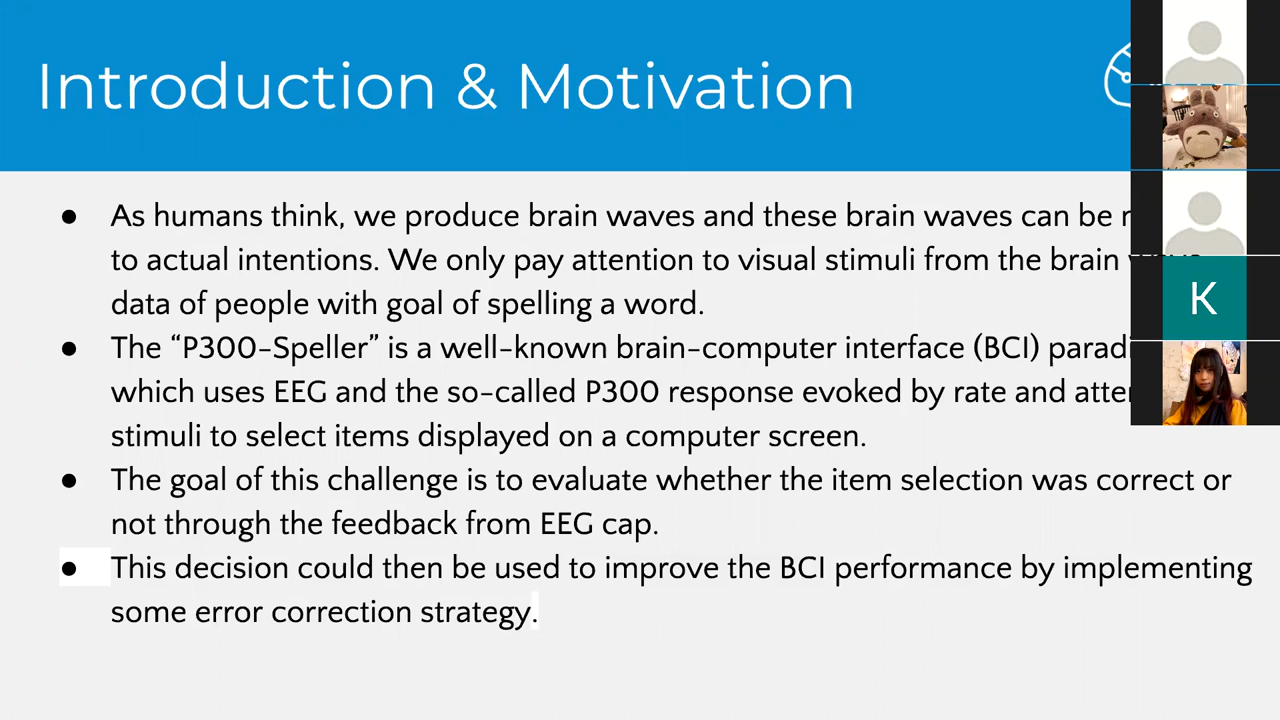 Introduction & Motivation
● As humans think, we produce brain waves and these brain waves can be
to actual intentions. We only pay attention to visual stimuli from the brain
data of people with goal of spelling a word.
● The “P300-Speller” is a well-known brain-computer interface (BCI)
which uses EEG and the so-called P300 response evoked by rate and
stimuli to select items displayed on a computer screen.
● The goal of this challenge is to evaluate whether the item selection was correct or
not through the feedback from EEG cap.
● This decision could then be used to improve the BCI performance by implementing
some error correction strategy.
K